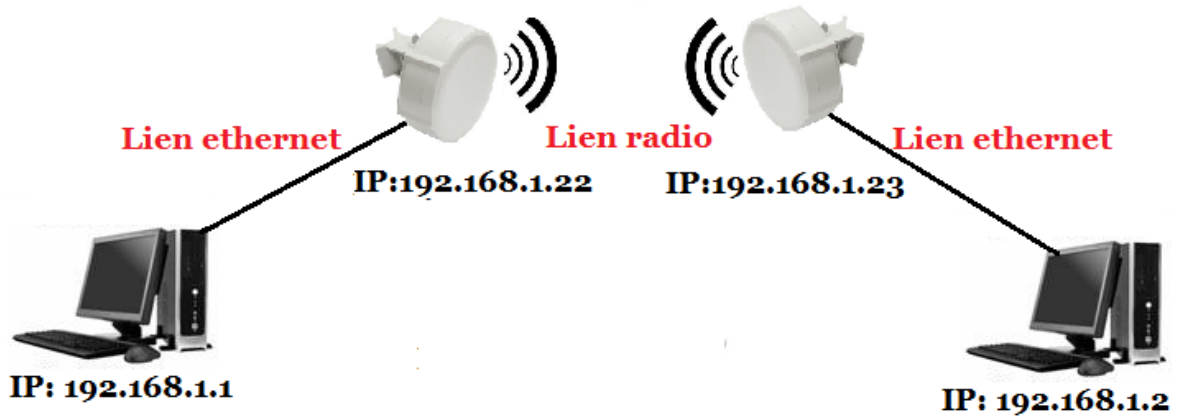 Lien ethernet
Lien radio
Lien ethernet
IP:192.168.1.22
IP:192.168.1.23
IP: 192.168.1.1
IP: 192.168.1.2